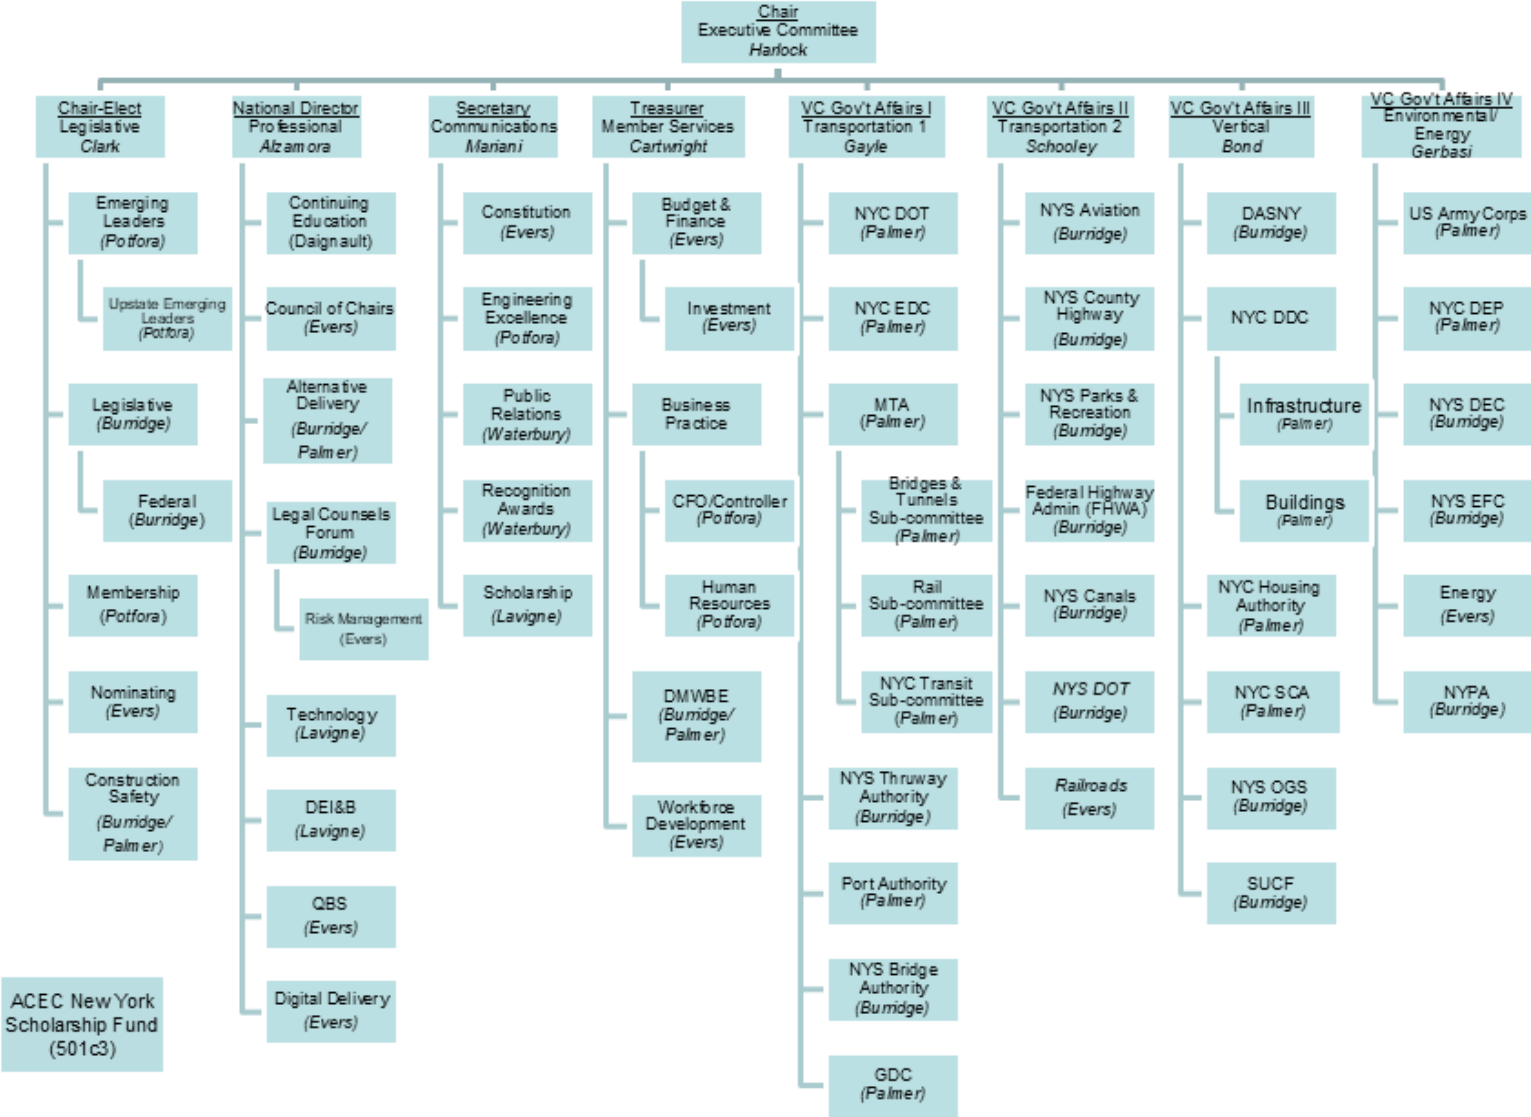 Chair
Executive Committee
Harlock
Chair-Elect
Legislative
Clark
National Director
Professional
Alzamora
Secretary
Communications
Mariani
Treasurer
Member Services
Cartwright
VC Gov't Affairs I
Transportation 1
Gayle
VC Gov't Affairs II
Transportation 2
Schooley
VC Gov't Affairs III
Vertical
Bond
VC Gov't Affairs IV
Environmental/
Energy
Gerbasi
Emerging
Leaders
(Potfora)
Upstate Emerging
Leaders
(Potfora)
Legislative
(Burridge)
Federal
(Burridge)
Membership
(Potfora)
Nominating
(Evers)
Construction
Safety
(Burridge/
Palmer)
Continuing
Education
(Daignault)
Council of Chairs
(Evers)
Alternative
Delivery
(Burridge/
Palmer)
Legal Counsels
Forum
(Burridge)
Risk Management
(Evers)
Technology
(Lavigne)
DEI&B
(Lavigne)
QBS
(Evers)
Digital Delivery
(Evers)
Constitution
(Evers)
Engineering
Excellence
(Potfora)
Public
Relations
(Waterbury)
Recognition
Awards
(Waterbury)
Scholarship
(Lavigne)
Budget &
Finance
(Evers)
Investment
(Evers)
Business
Practice
CFO/Controller
(Potfora)
Human
Resources
(Potfora)
DMWBE
(Burridge/
Palmer)
Workforce
Development
(Evers)
NYC DOT
(Palmer)
NYC EDC
(Palmer)
MTA
(Palmer)
Bridges &
Tunnels
Sub-committee
(Palmer)
Rail
Sub-committee
(Palmer)
NYC Transit
Sub-committee
(Palmer)
NYS Thruway
Authority
(Burridge)
Port Authority
(Palmer)
NYS Bridge
Authority
(Burridge)
GDC
(Palmer)
NYS Aviation
(Burridge)
NYS County
Highway
(Burridge)
NYS Parks &
Recreation
(Burridge)
Federal Highway
Admin (FHWA)
(Burridge)
NYS Canals
(Burridge)
NYS DOT
(Burridge)
Railroads
(Evers)
DASNY
(Burridge)
NYC DDC
Infrastructure
(Palmer)
Buildings
(Palmer)
NYC Housing
Authority
(Palmer)
NYC SCA
(Palmer)
NYS OGS
(Burridge)
SUCF
(Burridge)
US Army Corps
(Palmer)
NYC DEP
(Palmer)
NYS DEC
(Burridge)
NYS EFC
(Burridge)
Energy
(Evers)
NYPA
(Burridge)
ACEC New York
Scholarship Fund
(501c3)